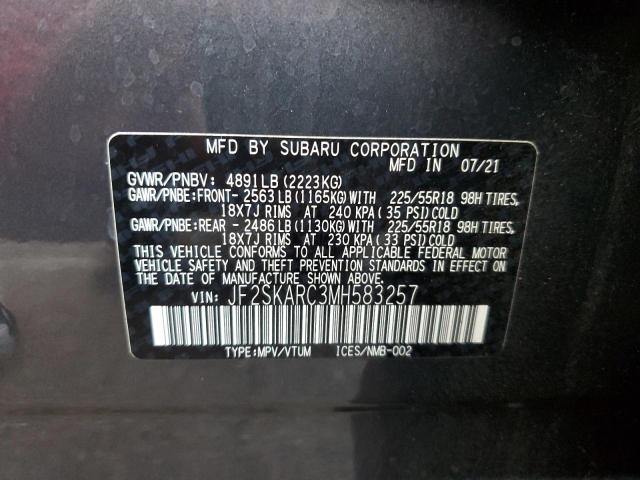 MFD BY SUBARU CORPORATION
MFD IN 07/21
GVWR/PNBV: 4891LB (2223KG)
GAWR/PNBE:FRONT- 2563LB (1165KG)WITH 225/55R18 98H TIRES,
18X7J RIMS AT 240 KPA (35 PSI) COLD
GAWR/PNBE:REAR - 2486LB (1130KG)WITH 225/55R18 98H TIRES,
18X7J RIMS AT 230 KPA (33 PSI) COLD
THIS VEHICLE CONFORMS TO ALL APPLICABLE FEDERAL MOTOR
VEHICLE SAFETY AND THEFT PREVENTION STANDARDS IN EFFECT ON
THE DATE OF MANUFACTURE SHOWN ABOVE.
VIN: JF2SKARC3MH583257
TYPE:MPV/VTUM ICES/NMB-002